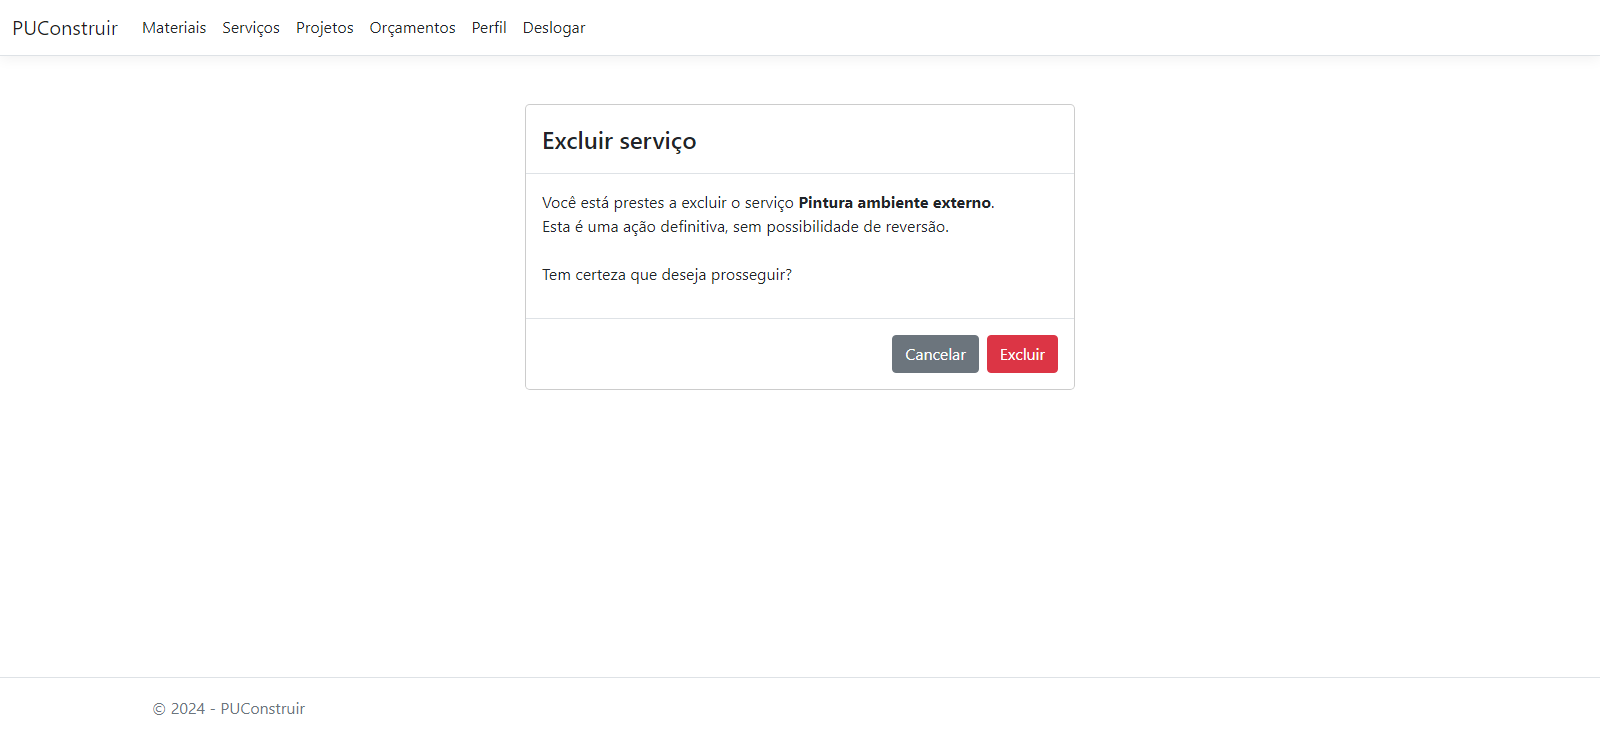 PUConstruir Materiais Serviços Projetos Orçamentos Perfil Deslogar
Excluir serviço
Você está prestes a excluir o serviço Pintura ambiente externo.
Esta é uma ação definitiva, sem possibilidade de reversão.
Tem certeza que deseja prosseguir?
Cancelar Excluir
© 2024 - PUConstruir